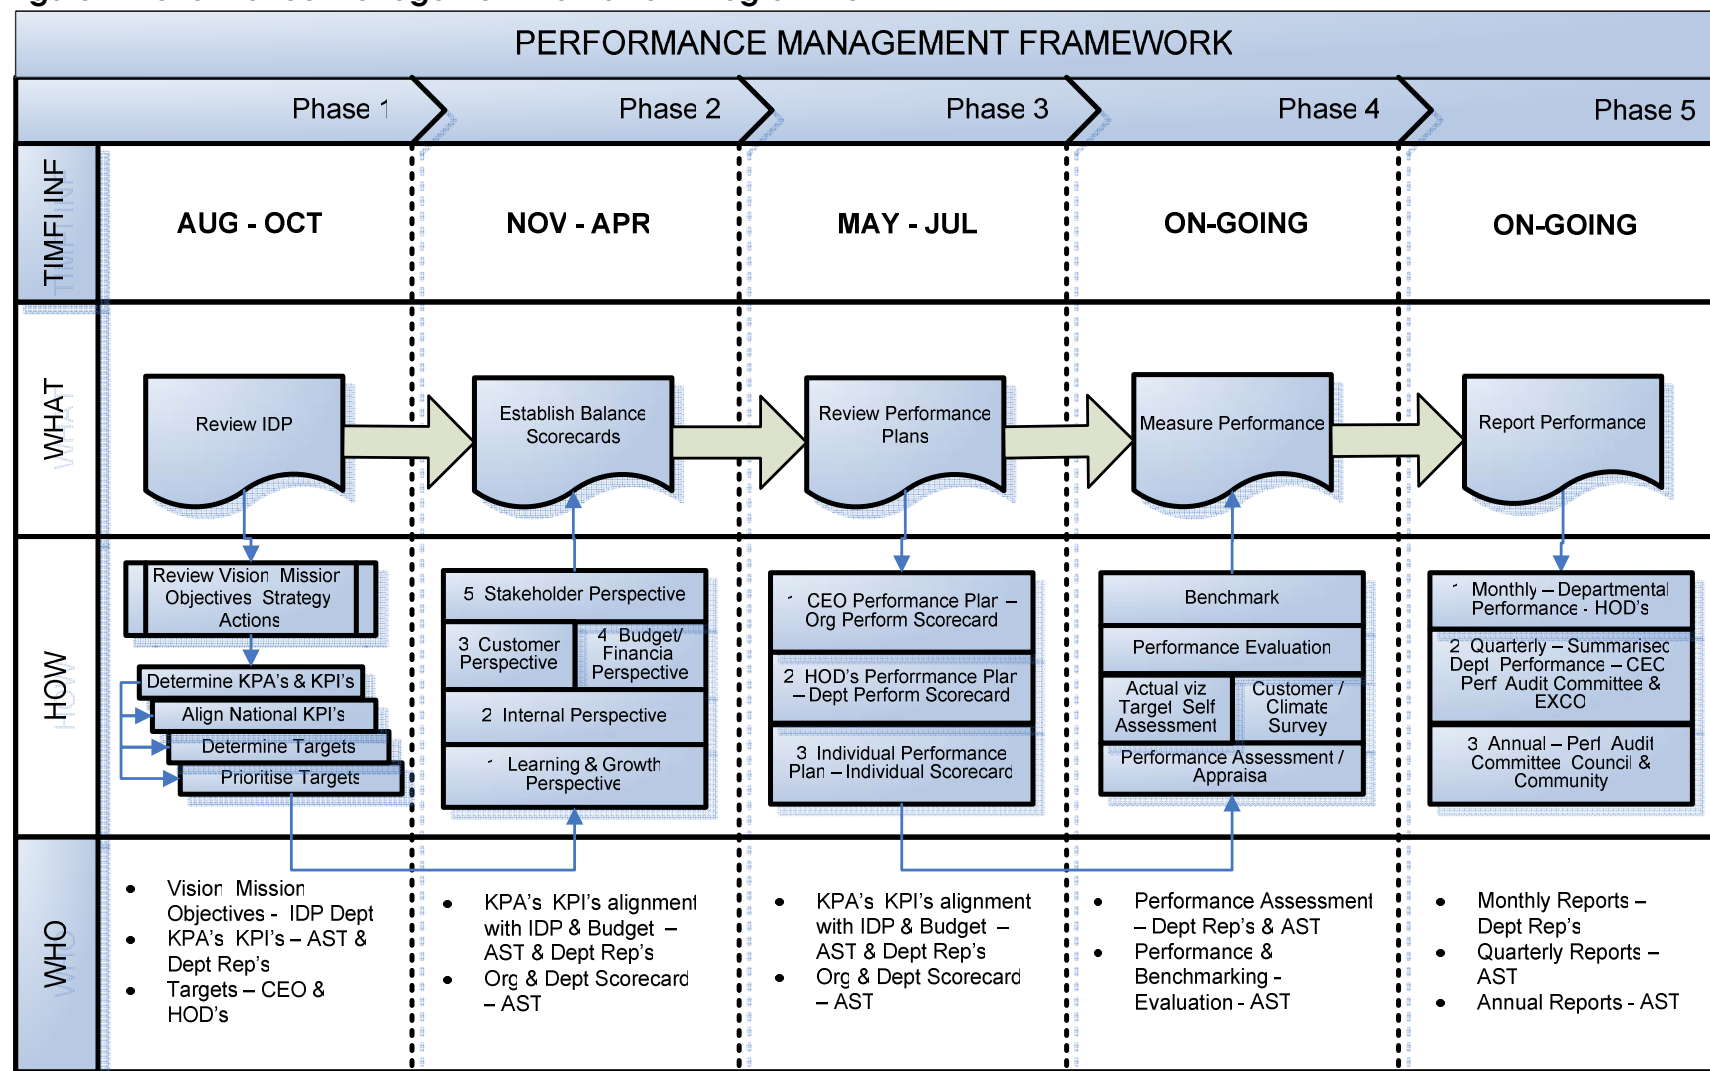 PERFORMANCE MANAGEMENT FRAMEWORK
Phase 1
Phase 2
Phase 3
Phase 4
Phase 5
AUG - OCT
NOV - APR
MAY - JUL
ON-GOING
ON-GOING
WHAT
Review IDP
Establish Balance
Scorecards
Review Performance
Plans
Measure Performance
Report Performance
HOW
Review Vision Mission
Objectives Strategy
Actions
Determine KPA's & KPI's
Align National KPI's
Determine Targets
Prioritise Targets
5 Stakeholder Perspective
3 Customer
Perspective
4 Budget/
Financia
Perspective
2 Internal Perspective
1 Learning & Growth
Perspective
1 CEO Performance Plan –
Org Perform Scorecard
2 HOD's Performance Plan
– Dept Perform Scorecard
3 Individual Performance
Plan – Individual Scorecard
Benchmark
Performance Evaluation
Actual viz
Target Self
Assessment
Customer /
Climate
Survey
Performance Assessment /
Appraisa
1 Monthly – Departmental
Performance - HOD's
2 Quarterly – Summarised
Dept Performance – CEO
Perf Audit Committee &
EXCO
3 Annual – Perf Audit
Committee Council &
Community
WHO
• Vision Mission
Objectives - IDP Dept
• KPA's KPI's – AST &
Dept Rep's
• Targets – CEO &
HOD's
• KPA's KPI's alignment
with IDP & Budget –
AST & Dept Rep's
• Org & Dept Scorecard
– AST
• KPA's KPI's alignment
with IDP & Budget –
AST & Dept Rep's
• Org & Dept Scorecard
– AST
• Performance Assessment
– Dept Rep's & AST
• Performance &
Benchmarking -
Evaluation - AST
• Monthly Reports –
Dept Rep's
• Quarterly Reports –
AST
• Annual Reports - AST